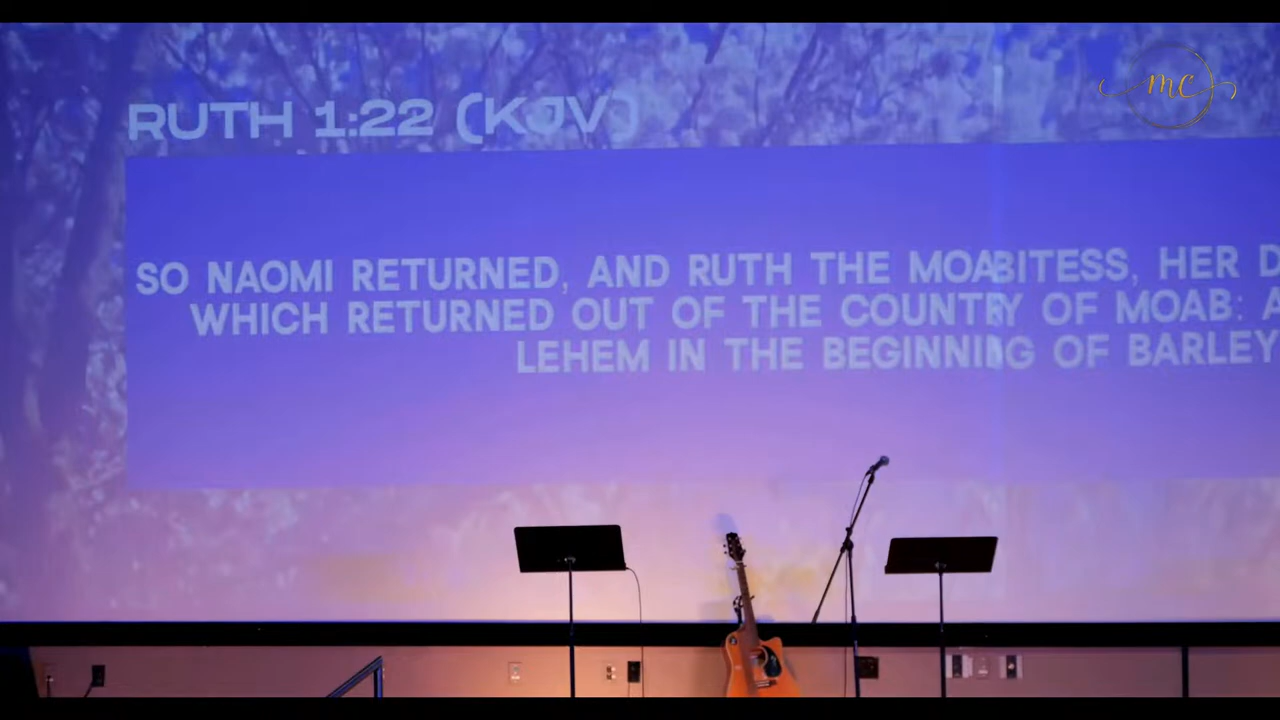 mc
RUTH 1:22 (KJV)
SO NAOMI RETURNED, AND RUTH THE MOABITESS, HER
WHICH RETURNED OUT OF THE COUNTRY OF MOAB:
LEHEM IN THE BEGINNING OF BARLEY